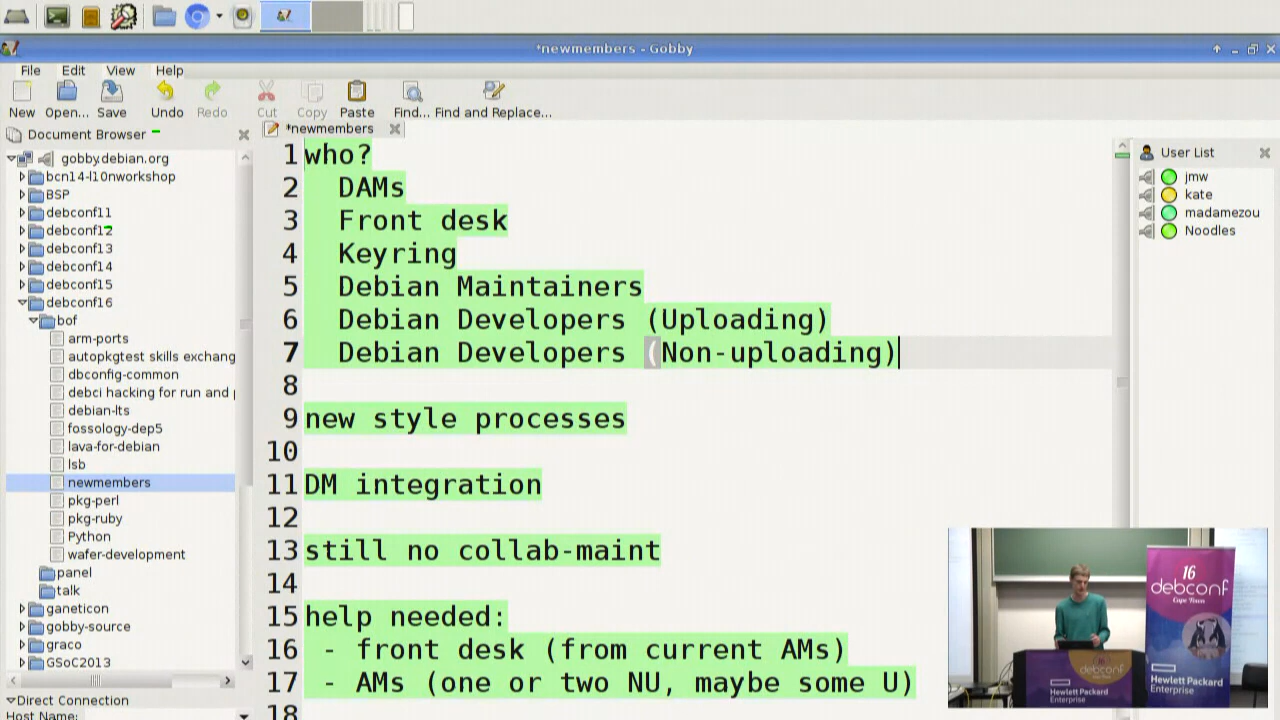 *newmembers - Gobby
File Edit View Help
New Open... Save Undo Redo Cut Copy Paste Find... Find and Replace...
Document Browser
*newmembers
gobby.debian.org
bcn14-l10nworkshop
BSP
debconf11
debconf12
debconf13
debconf14
debconf15
debconf16
bof
arm-ports
autopkgtest skills exchang
dbconfig-common
debci hacking for run and
debian-lts
fossology-dep5
lava-for-debian
lsb
newmembers
pkg-perl
pkg-ruby
Python
wafer-development
panel
talk
ganeticon
gobby-source
graco
GSoC2013
Direct Connection
Host Name:
1 who?
2 DAMs
3 Front desk
4 Keyring
5 Debian Maintainers
6 Debian Developers (Uploading)
7 Debian Developers (Non-uploading)
8
9 new style processes
10
11 DM integration
12
13 still no collab-maint
14
15 help needed:
16 - front desk (from current AMs)
17 - AMs (one or two NU, maybe some U)
18
User List
jmw
kate
madamezou
Noodles
16
debconf
Cape Town
Hewlett Packard
Enterprise
debconf
Hewlett Packard
Enterprise